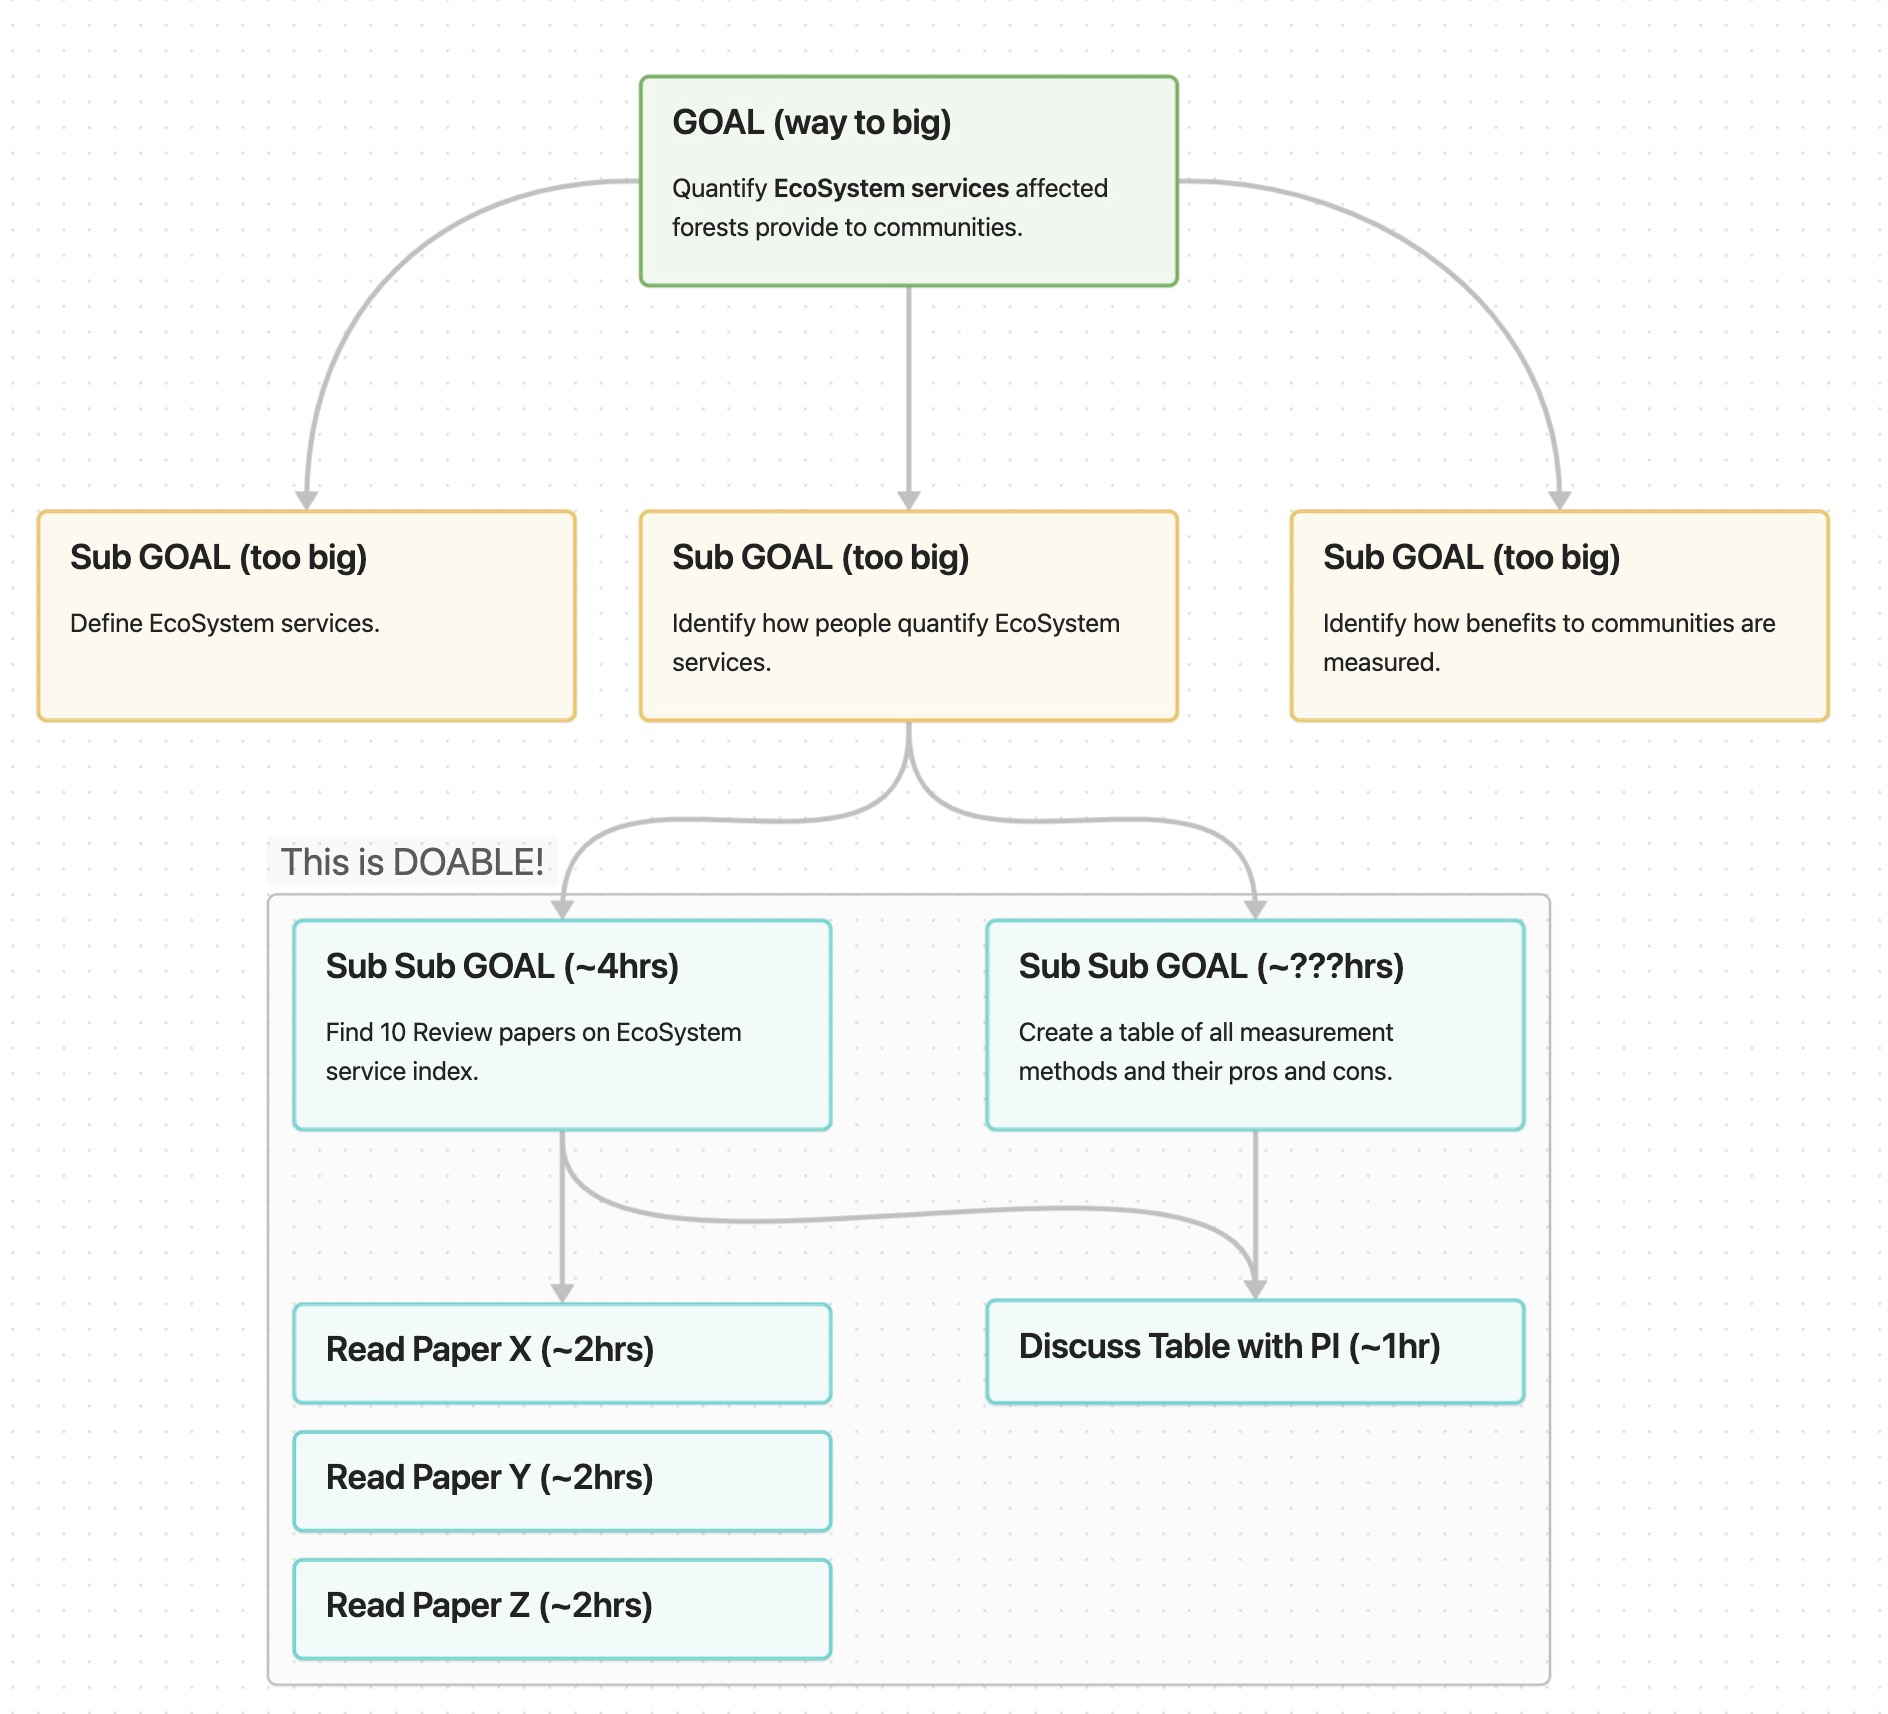 GOAL (way to big)
Quantify EcoSystem services affected
forests provide to communities.
Sub GOAL (too big)
Define EcoSystem services.
Sub GOAL (too big)
Identify how people quantify EcoSystem
services.
Sub GOAL (too big)
Identify how benefits to communities are
measured.
This is DOABLE!
Sub Sub GOAL (~4hrs)
Find 10 Review papers on EcoSystem
service index.
Sub Sub GOAL (~???hrs)
Create a table of all measurement
methods and their pros and cons.
Read Paper X (~2hrs)
Discuss Table with PI (~1hr)
Read Paper Y (~2hrs)
Read Paper Z (~2hrs)